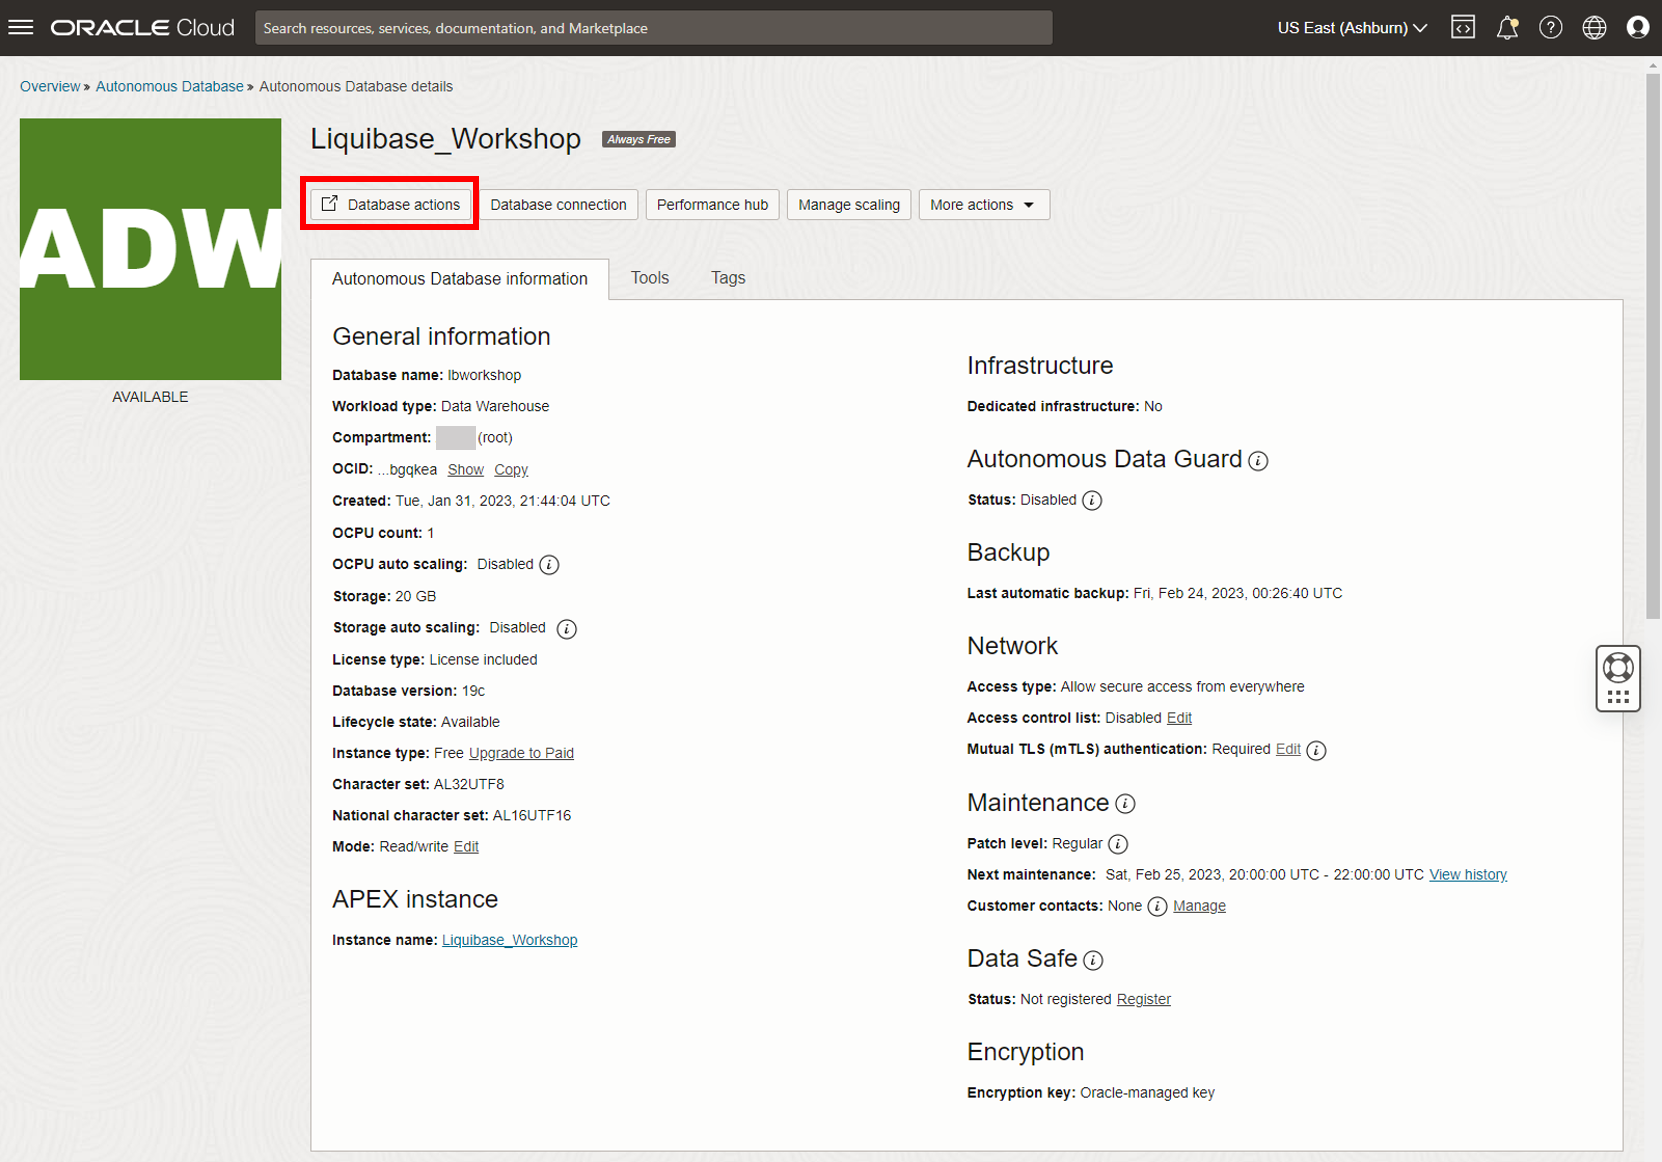 ORACLE Cloud
Search resources, services, documentation, and Marketplace
US East (Ashburn)
Overview » Autonomous Database » Autonomous Database details
ADW
AVAILABLE
Liquibase_Workshop
Always Free
Database actions
Database connection
Performance hub
Manage scaling
More actions
Autonomous Database information
Tools
Tags
General information
Database name: lbworkshop
Workload type: Data Warehouse
Compartment: (root)
OCID: ...bgqkea Show Copy
Created: Tue, Jan 31, 2023, 21:44:04 UTC
OCPU count: 1
OCPU auto scaling: Disabled
Storage: 20 GB
Storage auto scaling: Disabled
License type: License included
Database version: 19c
Lifecycle state: Available
Instance type: Free Upgrade to Paid
Character set: AL32UTF8
National character set: AL16UTF16
Mode: Read/write Edit
APEX instance
Instance name: Liquibase_Workshop
Infrastructure
Dedicated infrastructure: No
Autonomous Data Guard
Status: Disabled
Backup
Last automatic backup: Fri, Feb 24, 2023, 00:26:40 UTC
Network
Access type: Allow secure access from everywhere
Access control list: Disabled Edit
Mutual TLS (mTLS) authentication: Required Edit
Maintenance
Patch level: Regular
Next maintenance: Sat, Feb 25, 2023, 20:00:00 UTC - 22:00:00 UTC View history
Customer contacts: None Manage
Data Safe
Status: Not registered Register
Encryption
Encryption key: Oracle-managed key